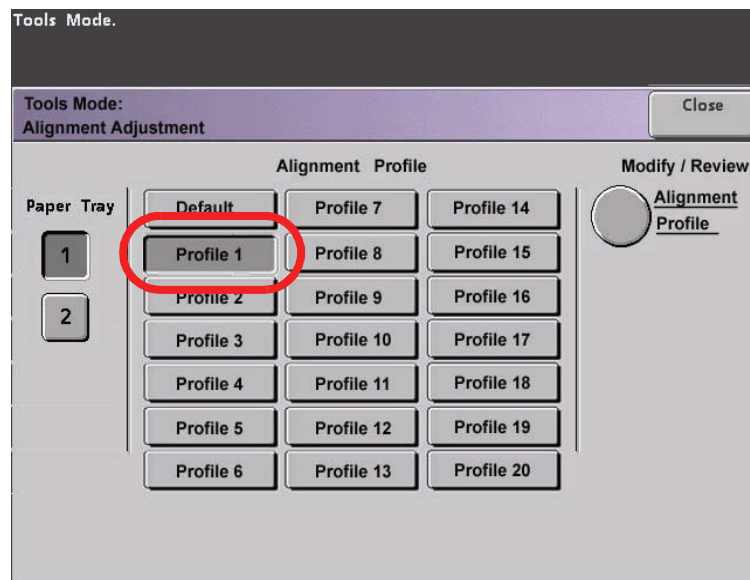 Tools Mode.
Tools Mode:
Close
Alignment Adjustment
Alignment Profile
Modify / Review
Paper Tray
Default
Profile 7
Profile 14
Alignment
Profile
1
Profile 1
Profile 8
Profile 15
2
Profile 2
Profile 9
Profile 16
Profile 3
Profile 10
Profile 17
Profile 4
Profile 11
Profile 18
Profile 5
Profile 12
Profile 19
Profile 6
Profile 13
Profile 20